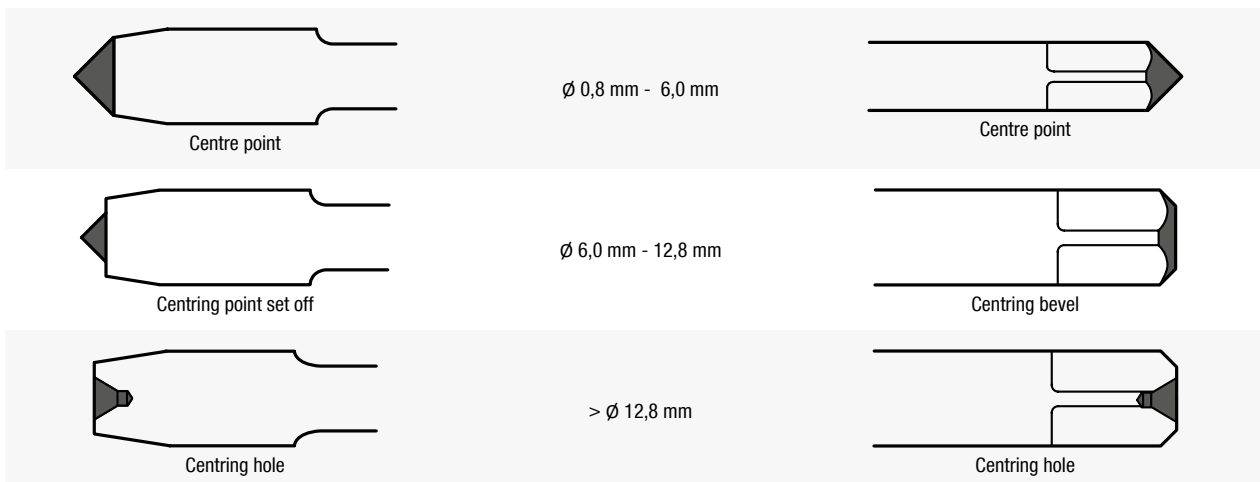 Ø 0,8 mm - 6,0 mm
Centre point
Centre point
Ø 6,0 mm - 12,8 mm
Centring point set off
Centring bevel
> Ø 12,8 mm
Centring hole
Centring hole